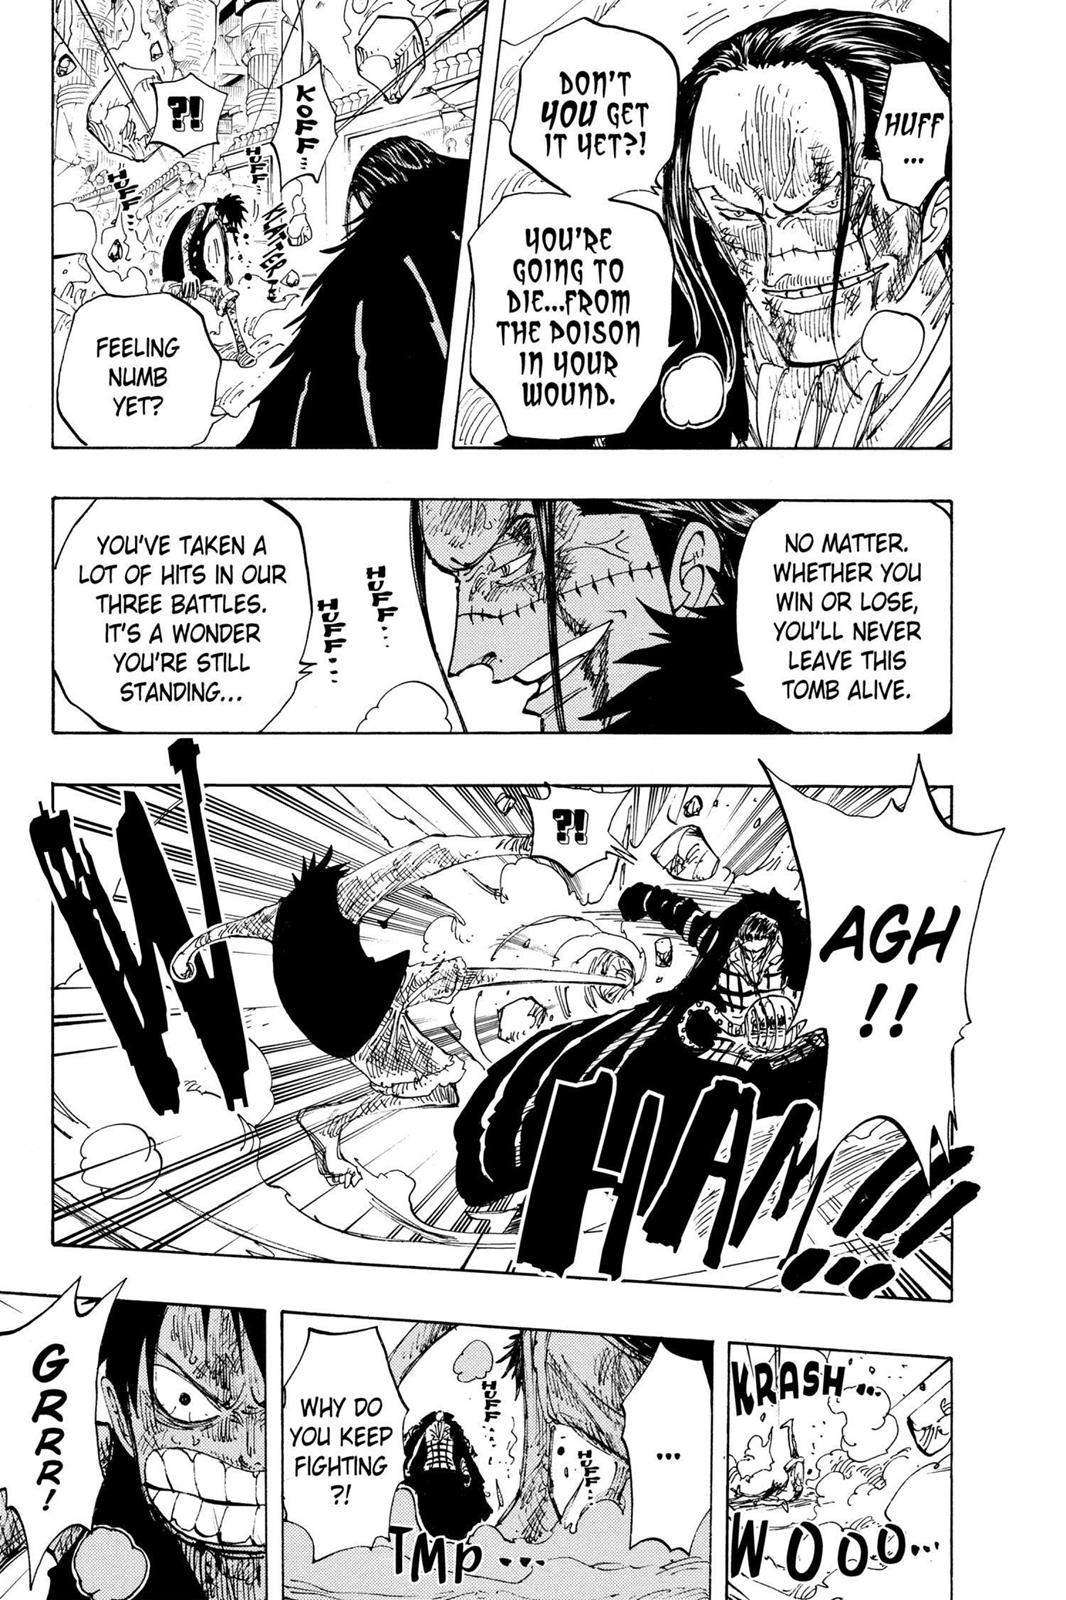 HUFF
...
DON'T
YOU GET
IT YET?!
YOU'RE
GOING TO
DIE...FROM
THE POISON
IN YOUR
WOUND.
KOFF...
?!
HUFF...
HUFF...
KLATTER
FEELING
NUMB
YET?
NO MATTER.
WHETHER YOU
WIN OR LOSE,
YOU'LL NEVER
LEAVE THIS
TOMB ALIVE.
HUFF...
HUFF...
YOU'VE TAKEN A
LOT OF HITS IN OUR
THREE BATTLES.
IT'S A WONDER
YOU'RE STILL
STANDING...
AGH
!!
?!
WHAM!!!
KRASH...
WOOO...
...
HUFF...
HUFF...
WHY DO
YOU KEEP
FIGHTING
?!
TMP...
GRRR!